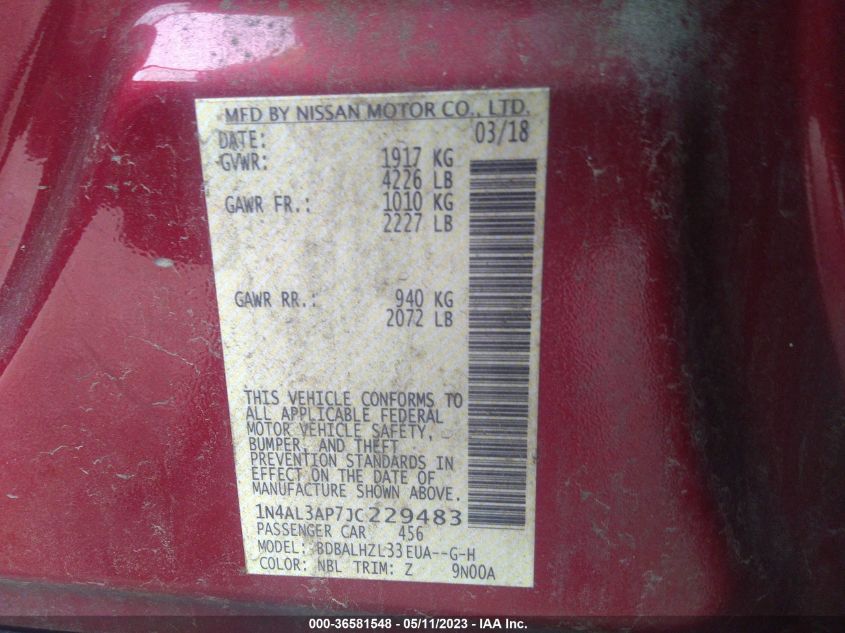 MFD BY NISSAN MOTOR CO., LTD.
DATE: 03/18
GVWR: 1917 KG
4226 LB
GAWR FR.: 1010 KG
2227 LB
GAWR RR.: 940 KG
2072 LB
THIS VEHICLE CONFORMS TO
ALL APPLICABLE FEDERAL
MOTOR VEHICLE SAFETY,
BUMPER, AND THEFT
PREVENTION STANDARDS IN
EFFECT ON THE DATE OF
MANUFACTURE SHOWN ABOVE.
1N4AL3AP7JC229483
PASSENGER CAR 456
MODEL: BDBALHZL33EUA--G-H
COLOR: NBL TRIM: Z 9N00A
000-36581548 - 05/11/2023 - IAA Inc.